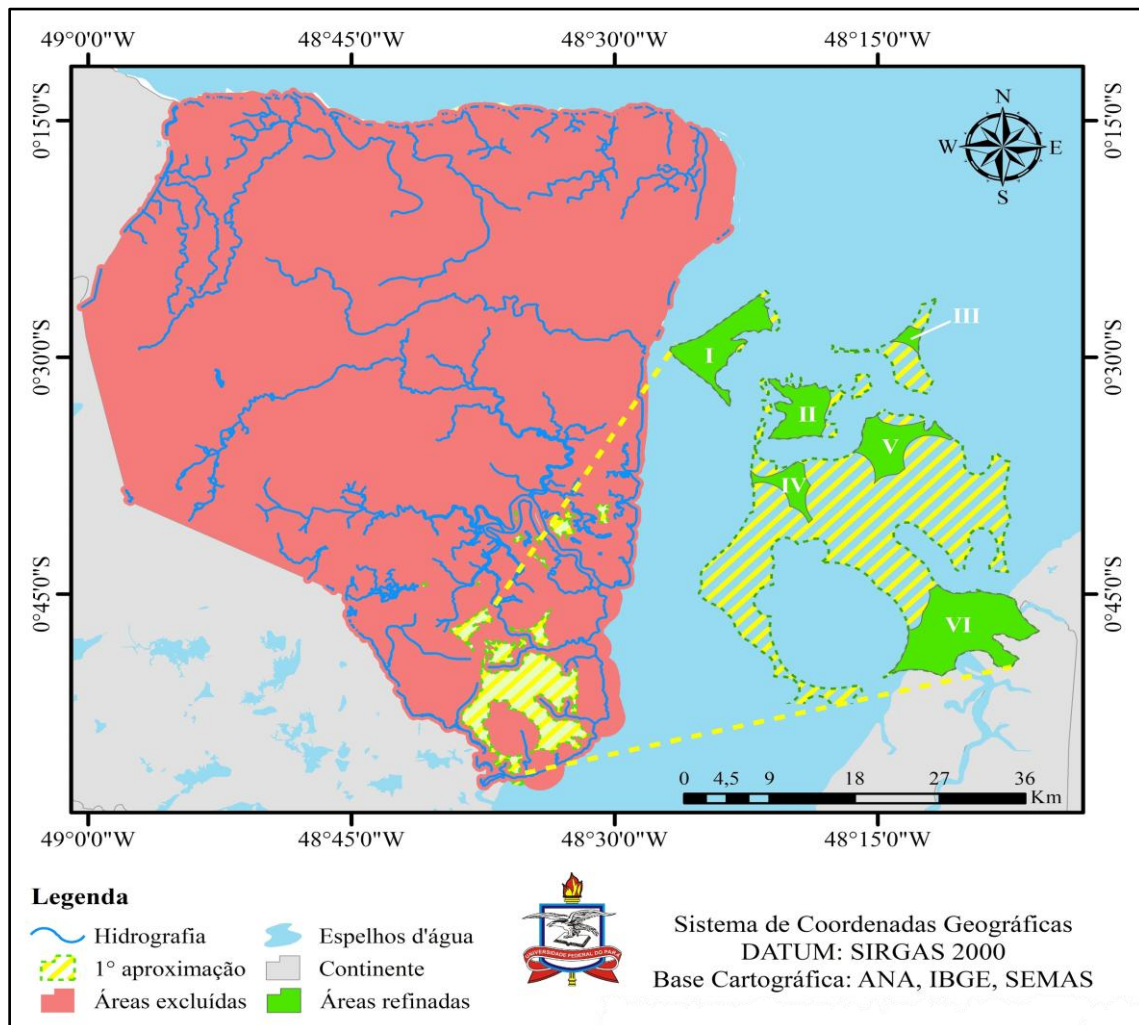 49°0'0"W 48°45'0"W 48°30'0"W 48°15'0"W
0°15'0"S 0°15'0"S
N
W E
S
III
0°30'0"S I 0°30'0"S
II
V
IV
0°45'0"S 0°45'0"S
VI
0 4,5 9 18 27 36
Km
49°0'0"W 48°45'0"W 48°30'0"W 48°15'0"W
Legenda
Hidrografia Espelhos d'água
1° aproximação Continente
Áreas excluídas Áreas refinadas
UNIVERSIDADE FEDERAL DO PARÁ
Sistema de Coordenadas Geográficas
DATUM: SIRGAS 2000
Base Cartográfica: ANA, IBGE, SEMAS